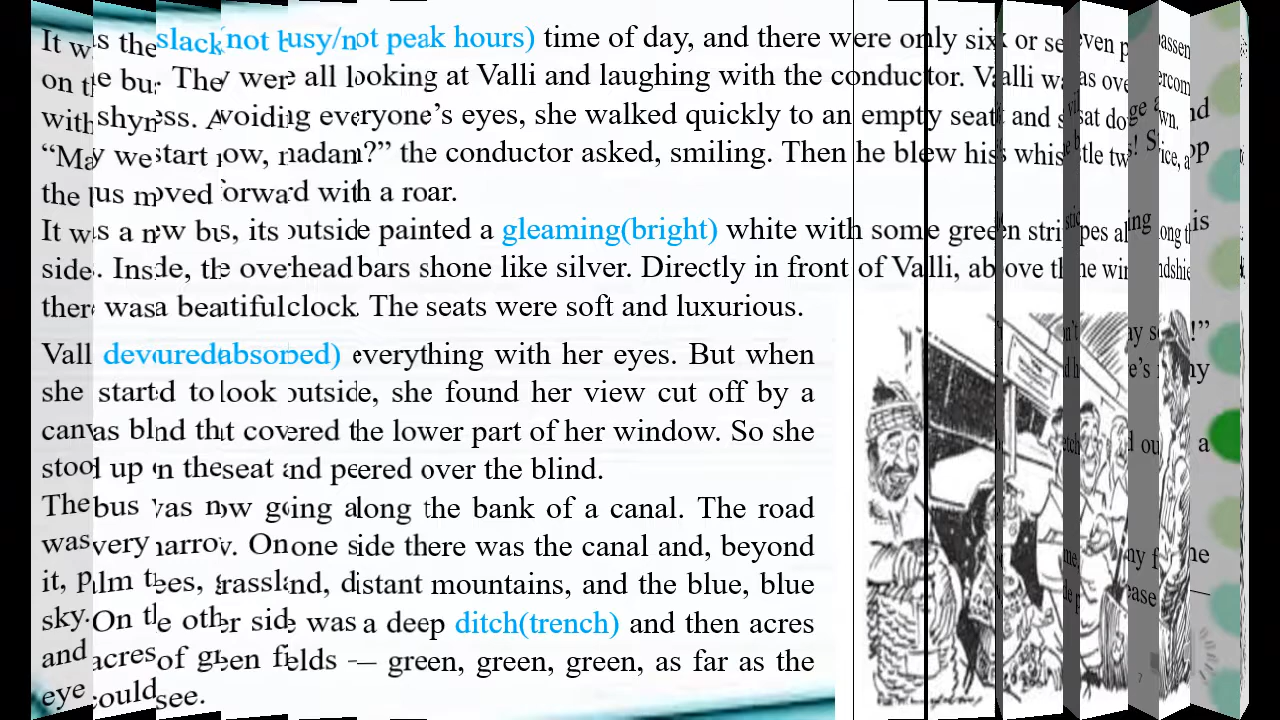 It was the slack(not busy/not peak hours) time of day, and there were only six or seven passen
on the bus. They were all looking at Valli and laughing with the conductor. Valli was overcom
with shyness. Avoiding everyone's eyes, she walked quickly to an empty seat and sat down.
“May we start now, madam?” the conductor asked, smiling. Then he blew his whistle twice, a
the bus moved forward with a roar.
It was a new bus, its outside painted a gleaming(bright) white with some green stripes along t
side. Inside, the overhead bars shone like silver. Directly in front of Valli, above the windshie
there was a beautiful clock. The seats were soft and luxurious.
Valli devoured(absorbed) everything with her eyes. But when
she started to look outside, she found her view cut off by a
canvas blind that covered the lower part of her window. So she
stood up on the seat and peered over the blind.
The bus was now going along the bank of a canal. The road
was very narrow. On one side there was the canal and, beyond
it, palm trees, grassland, distant mountains, and the blue, blue
sky. On the other side was a deep ditch(trench) and then acres
and acres of green fields — green, green, green, as far as the
eye could see.